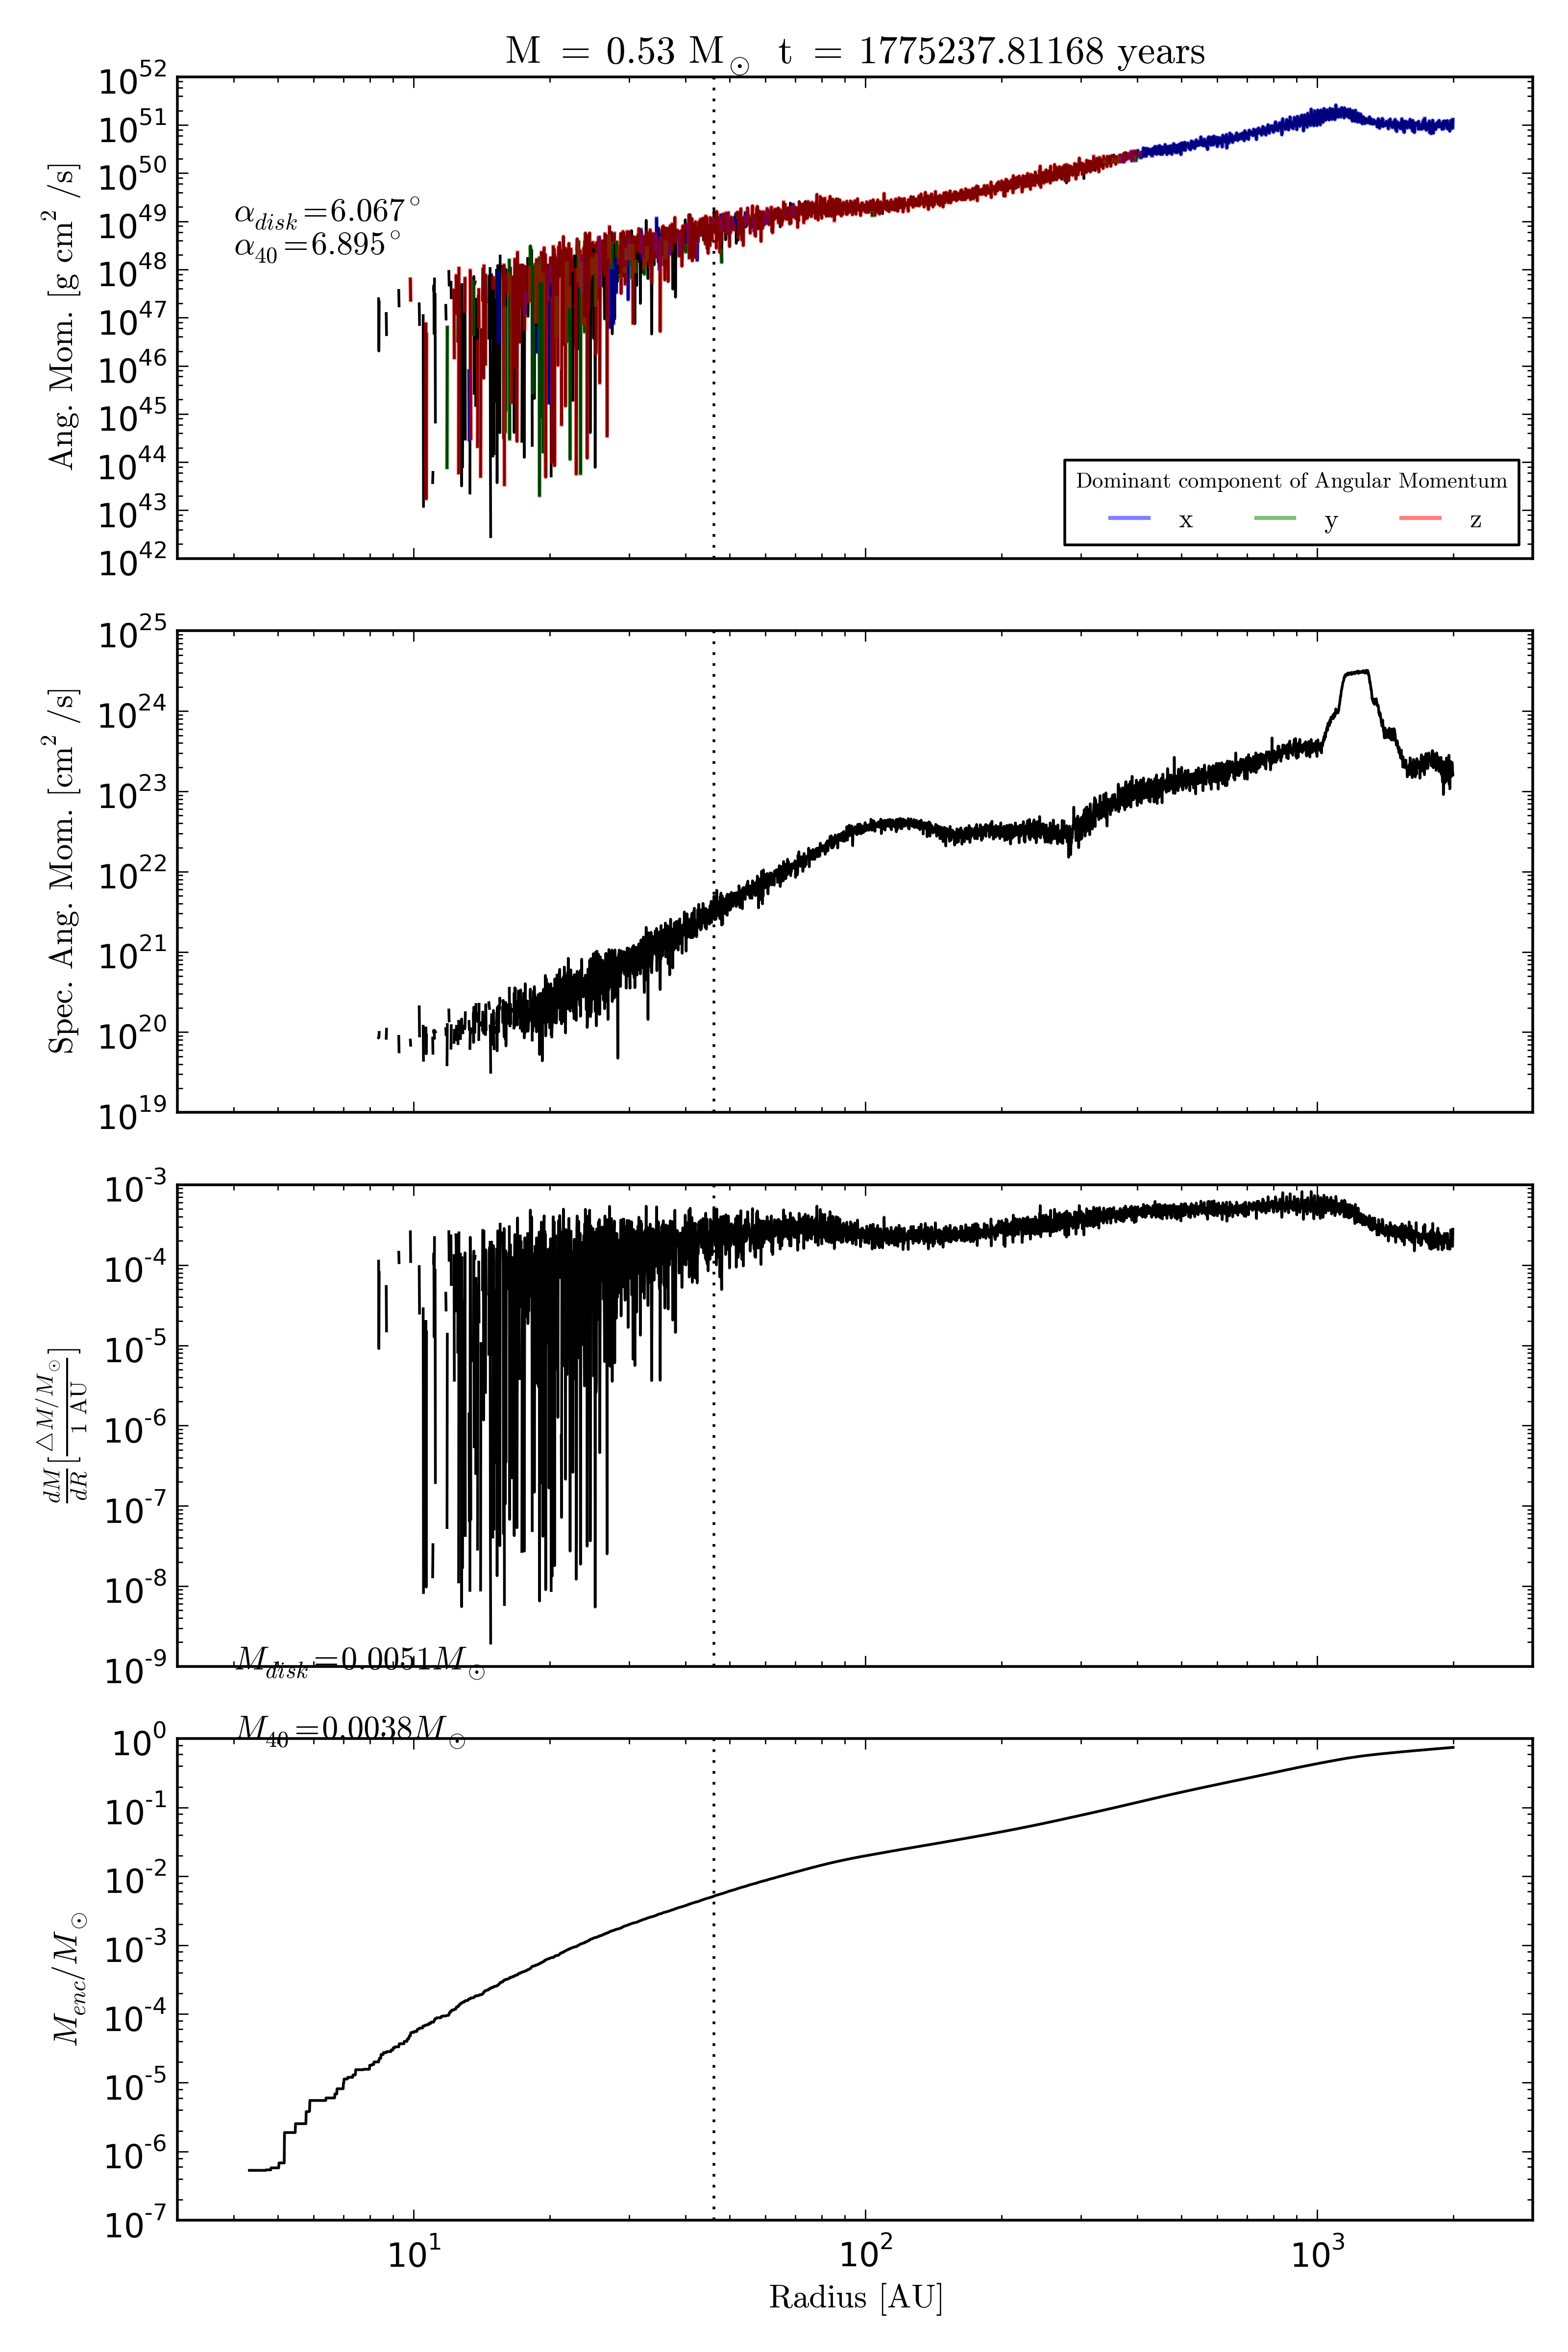 M = 0.53 M⊙ t = 1775237.81168 years
10^52
10^51
10^50
10^49
10^48
10^47
10^46
10^45
10^44
10^43
10^42
Ang. Mom. [g cm^2 /s]
α_disk=6.067°
α_40=6.895°
Dominant component of Angular Momentum
x y z
10^25
10^24
10^23
10^22
10^21
10^20
10^19
Spec. Ang. Mom. [cm^2 /s]
10^-3
10^-4
10^-5
10^-6
10^-7
10^-8
10^-9
dM/dR [△M/M⊙ / 1 AU]
M_disk=0.0051M⊙
M_40=0.0038M⊙
10^0
10^-1
10^-2
10^-3
10^-4
10^-5
10^-6
10^-7
M_enc/M⊙
10^1 10^2 10^3
Radius [AU]